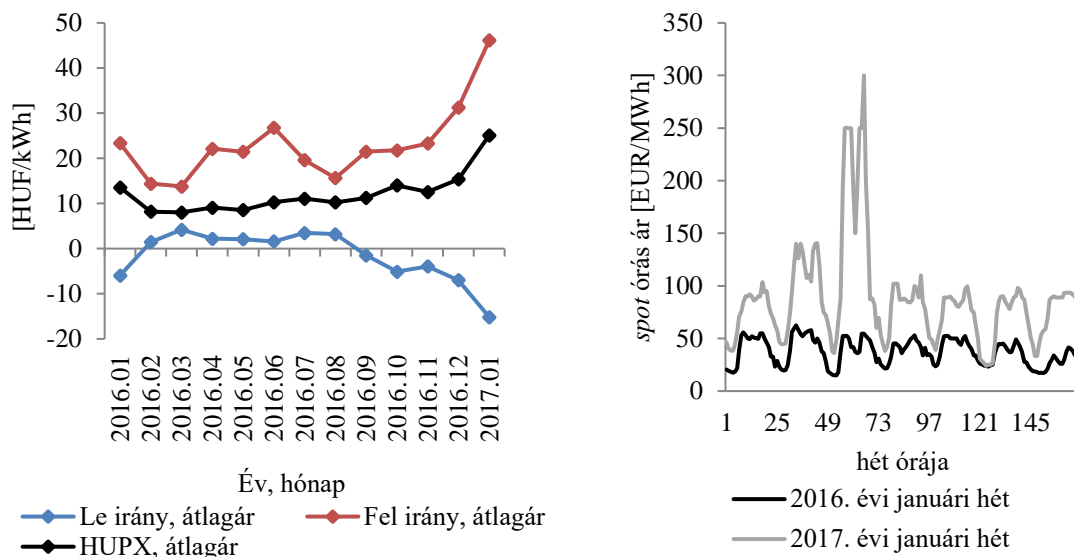 [HUF/kWh]
50
40
30
20
10
0
-10
-20
2016.01
2016.02
2016.03
2016.04
2016.05
2016.06
2016.07
2016.08
2016.09
2016.10
2016.11
2016.12
2017.01
Év, hónap
Le irány, átlagár
Fel irány, átlagár
HUPX, átlagár
spot órás ár [EUR/MWh]
350
300
250
200
150
100
50
0
1 25 49 73 97 121 145
hét órája
2016. évi januári hét
2017. évi januári hét